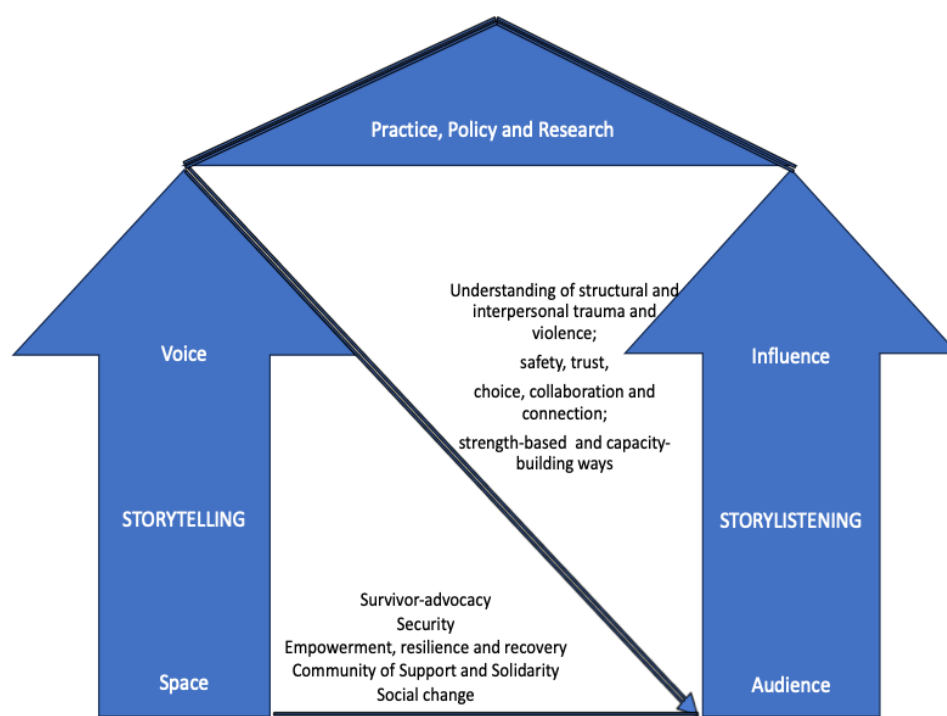 Practice, Policy and Research
Understanding of structural and
interpersonal trauma and
violence;
safety, trust,
choice, collaboration and
connection;
strength-based and capacity-
building ways
Voice
STORYTELLING
Space
Survivor-advocacy
Security
Empowerment, resilience and recovery
Community of Support and Solidarity
Social change
Influence
STORYLISTENING
Audience